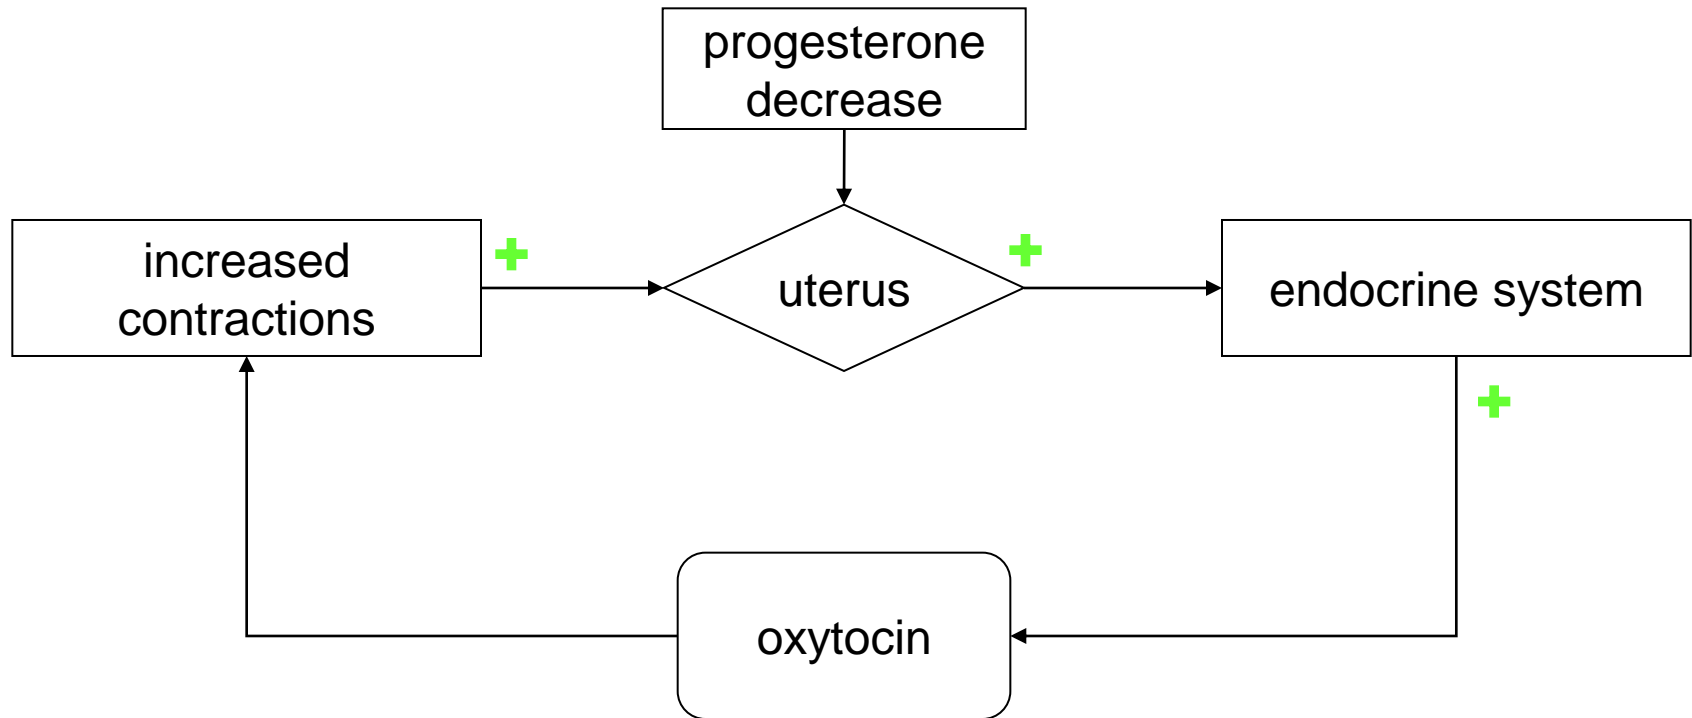 progesterone
decrease
increased
contractions
uterus
endocrine system
oxytocin